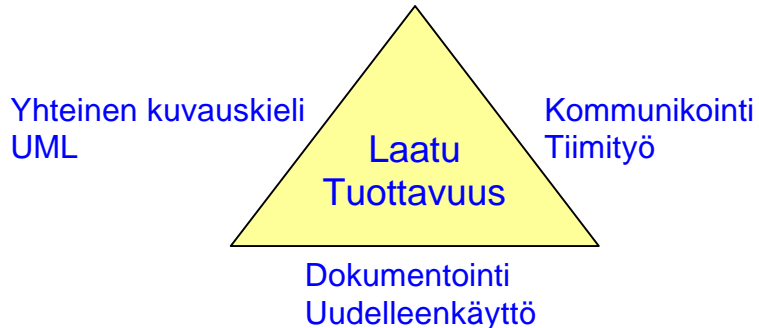 Yhteinen kuvauskieli
UML
Kommunikointi
Tiimityö
Laatu
Tuottavuus
Dokumentointi
Uudelleenkäyttö